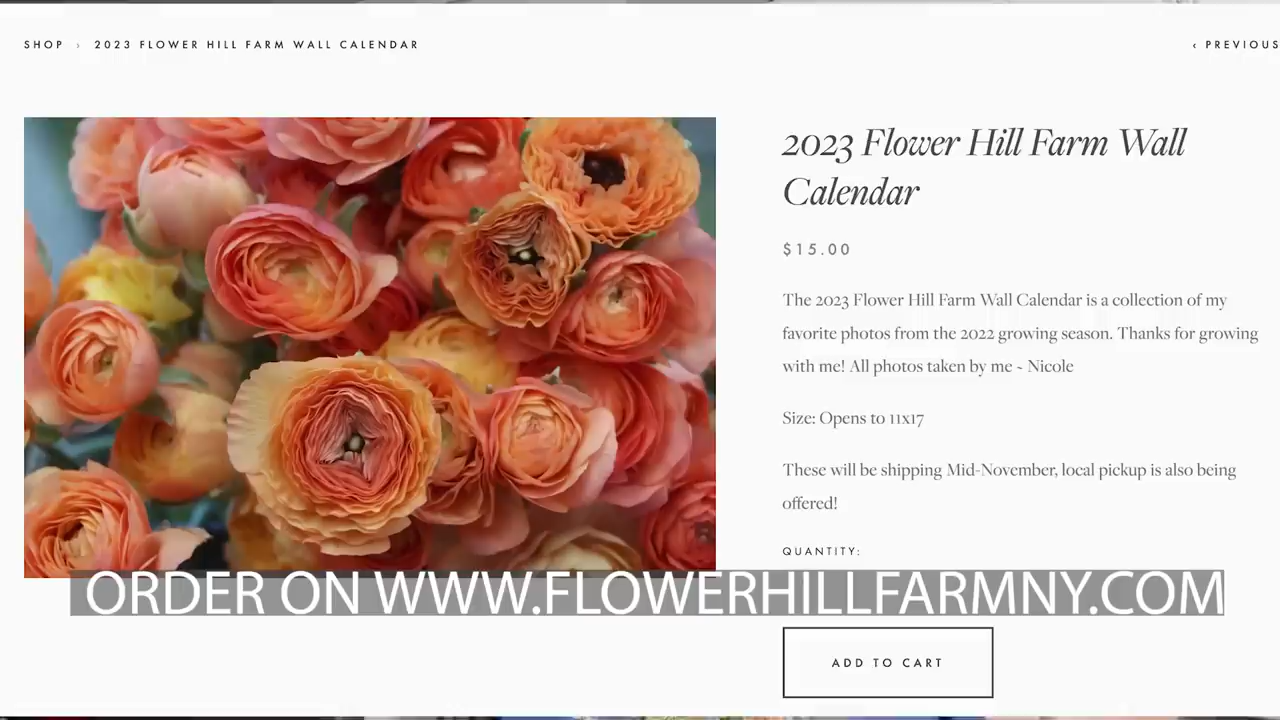 SHOP › 2023 FLOWER HILL FARM WALL CALENDAR
‹ PREVIOUS
2023 Flower Hill Farm Wall
Calendar
$15.00
The 2023 Flower Hill Farm Wall Calendar is a collection of my
favorite photos from the 2022 growing season. Thanks for growing
with me! All photos taken by me ~ Nicole
Size: Opens to 11x17
These will be shipping Mid-November, local pickup is also being
offered!
QUANTITY:
ORDER ON WWW.FLOWERHILLFARMNY.COM
ADD TO CART